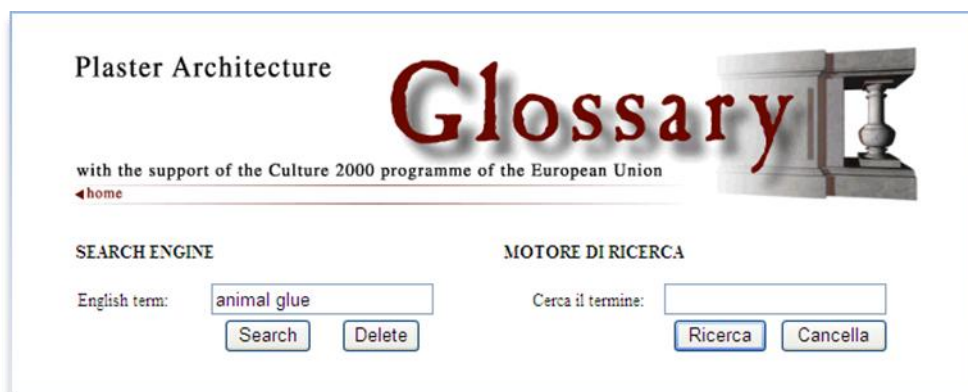 Plaster Architecture
Glossary
with the support of the Culture 2000 programme of the European Union
home
SEARCH ENGINE
English term: animal glue
Search Delete
MOTORE DI RICERCA
Cerca il termine:
Ricerca Cancella